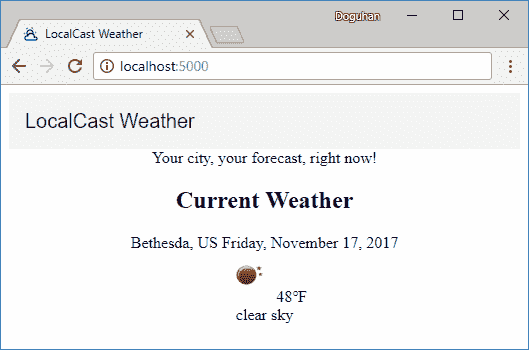 Doguhan
LocalCast Weather
localhost:5000
LocalCast Weather
Your city, your forecast, right now!
Current Weather
Bethesda, US Friday, November 17, 2017
48°F
clear sky